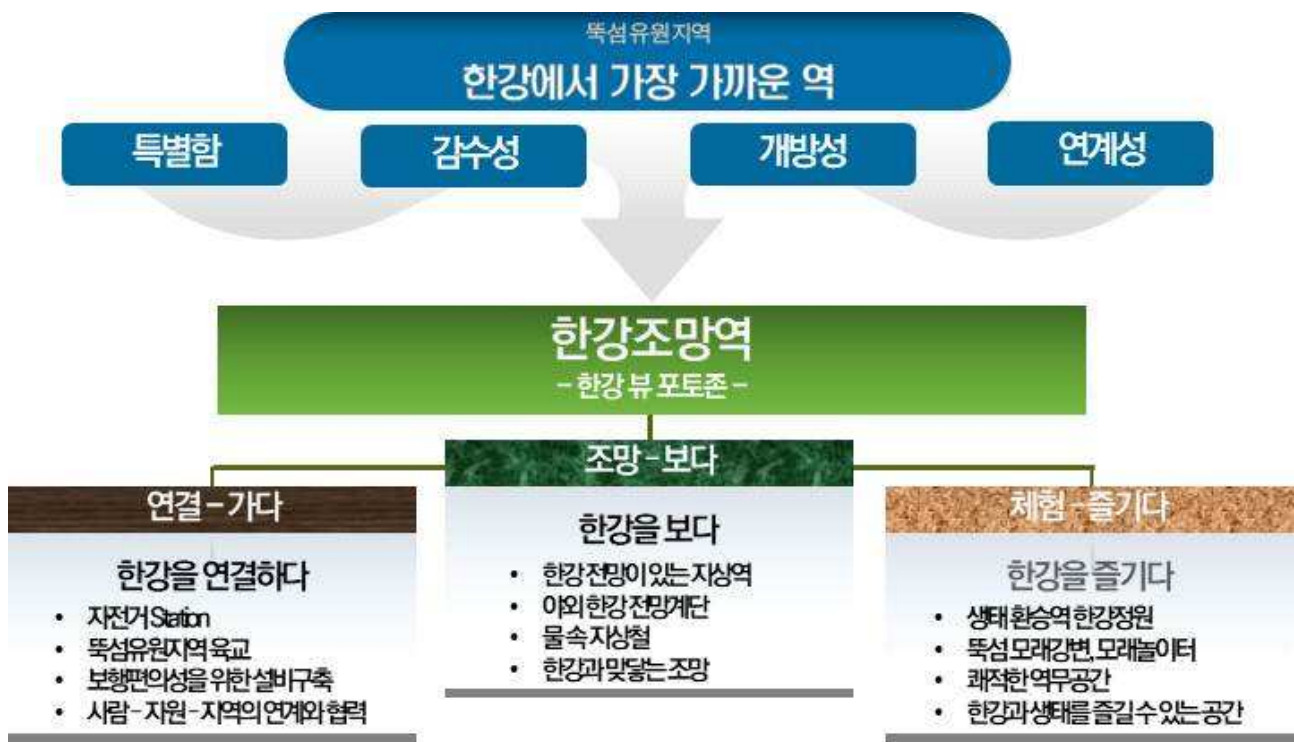 뚝섬유원지역
한강에서 가장 가까운 역
특별함
감수성
개방성
연계성
한강조망역
- 한강 뷰 포토존 -
연결 - 가다
한강을 연결하다
• 자전거 Station
• 뚝섬유원지역 육교
• 보행편의성을 위한 설비구축
• 사람 - 자원 - 지역의 연계와 협력
조망 - 보다
한강을 보다
• 한강 전망이 있는 지상역
• 야외 한강 전망계단
• 물 속 지상철
• 한강과 맞닿는 조망
체험 - 즐기다
한강을 즐기다
• 생태 환승역 한강정원
• 뚝섬 모래강변, 모래놀이터
• 쾌적한 역무공간
• 한강과 생태를 즐길 수 있는 공간